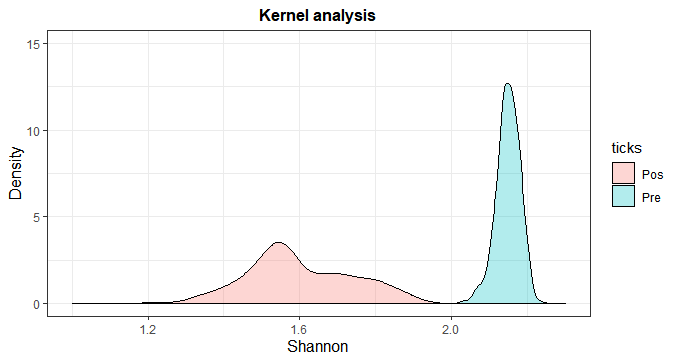 Kernel analysis
15
10
5
0
Density
1.2 1.6 2.0
Shannon
ticks
Pos
Pre